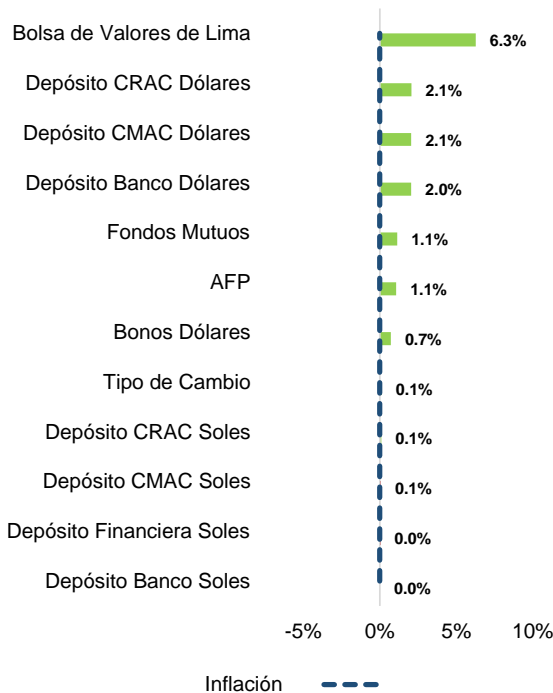 Bolsa de Valores de Lima 6.3%
Depósito CRAC Dólares 2.1%
Depósito CMAC Dólares 2.1%
Depósito Banco Dólares 2.0%
Fondos Mutuos 1.1%
AFP 1.1%
Bonos Dólares 0.7%
Tipo de Cambio 0.1%
Depósito CRAC Soles 0.1%
Depósito CMAC Soles 0.1%
Depósito Financiera Soles 0.0%
Depósito Banco Soles 0.0%
-5% 0% 5% 10%
Inflación